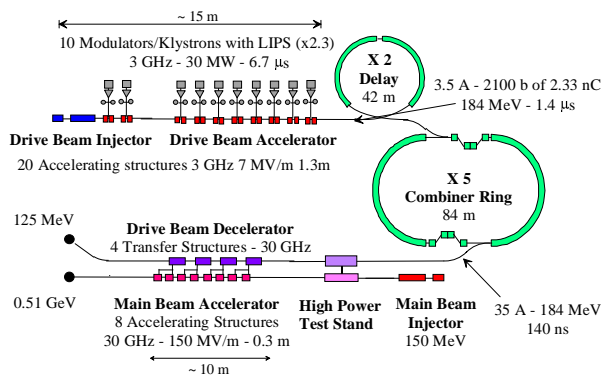 ~ 15 m
10 Modulators/Klystrons with LIPS (x2.3)
3 GHz - 30 MW - 6.7 μs
X 2
Delay
42 m
3.5 A - 2100 b of 2.33 nC
184 MeV - 1.4 μs
Drive Beam Injector
Drive Beam Accelerator
20 Accelerating structures 3 GHz 7 MV/m 1.3m
X 5
Combiner Ring
84 m
125 MeV
Drive Beam Decelerator
4 Transfer Structures - 30 GHz
0.51 GeV
Main Beam Accelerator
8 Accelerating Structures
30 GHz - 150 MV/m - 0.3 m
High Power
Test Stand
Main Beam
Injector
150 MeV
35 A - 184 MeV
140 ns
~ 10 m